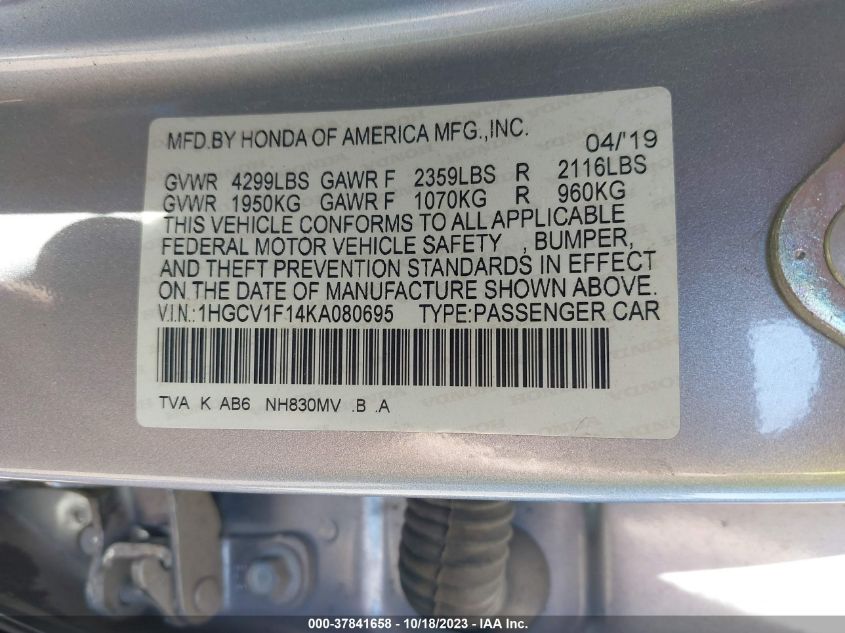 MFD.BY HONDA OF AMERICA MFG.,INC. 04/'19
GVWR 4299LBS GAWR F 2359LBS R 2116LBS
GVWR 1950KG GAWR F 1070KG R 960KG
THIS VEHICLE CONFORMS TO ALL APPLICABLE
FEDERAL MOTOR VEHICLE SAFETY , BUMPER,
AND THEFT PREVENTION STANDARDS IN EFFECT
ON THE DATE OF MANUFACTURE SHOWN ABOVE.
V.I.N.: 1HGCV1F14KA080695 TYPE:PASSENGER CAR
TVA K AB6 NH830MV .B .A
000-37841658 - 10/18/2023 - IAA Inc.